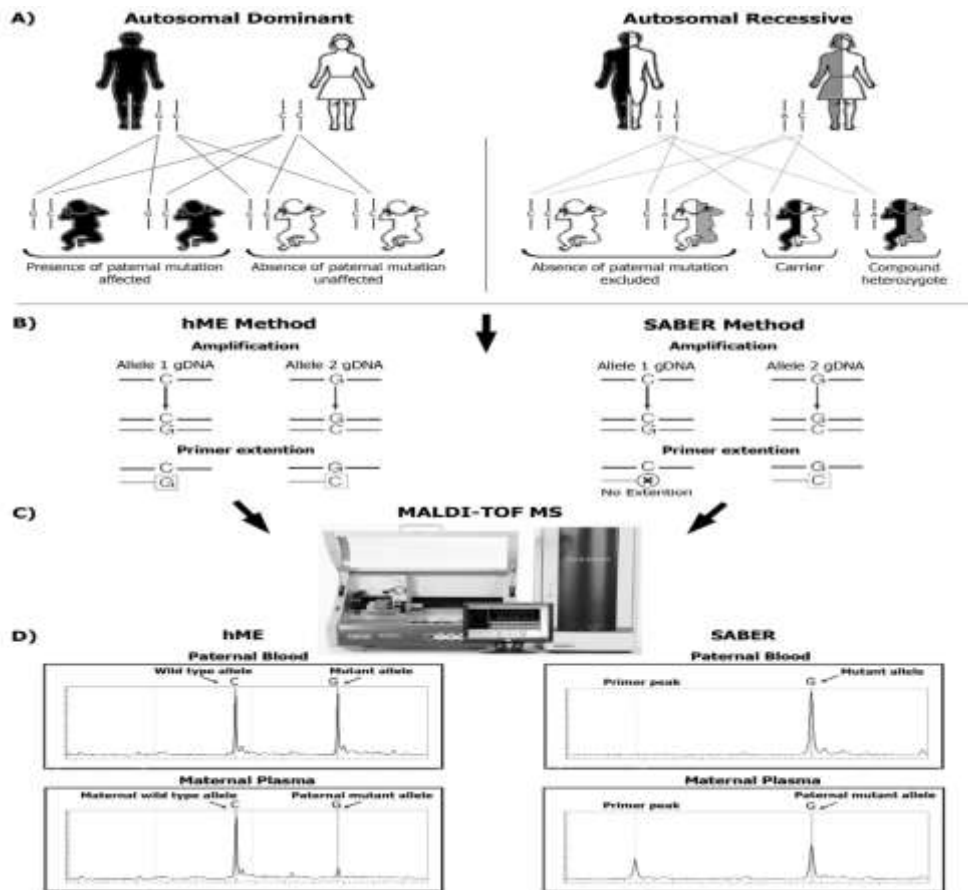 A)
Autosomal Dominant
Autosomal Recessive
G C
C C
G C
A C
G C
G C
C C
C C
C C
C A
G C
G A
Presence of paternal mutation
affected
Absence of paternal mutation
unaffected
Absence of paternal mutation
excluded
Carrier
Compound
heterozygote
B)
hME Method
SABER Method
Amplification
Amplification
Allele 1 gDNA
Allele 2 gDNA
Allele 1 gDNA
Allele 2 gDNA
C
G
C
G
C
G
C
G
G
C
G
C
Primer extention
Primer extention
C
G
C
G
G
C
C
No Extention
C)
MALDI-TOF MS
D)
hME
SABER
Paternal Blood
Paternal Blood
Wild type allele
Mutant allele
Primer peak
Mutant allele
C
G
G
Maternal Plasma
Maternal Plasma
Maternal wild type allele
Paternal mutant allele
Primer peak
Paternal mutant allele
C
G
G